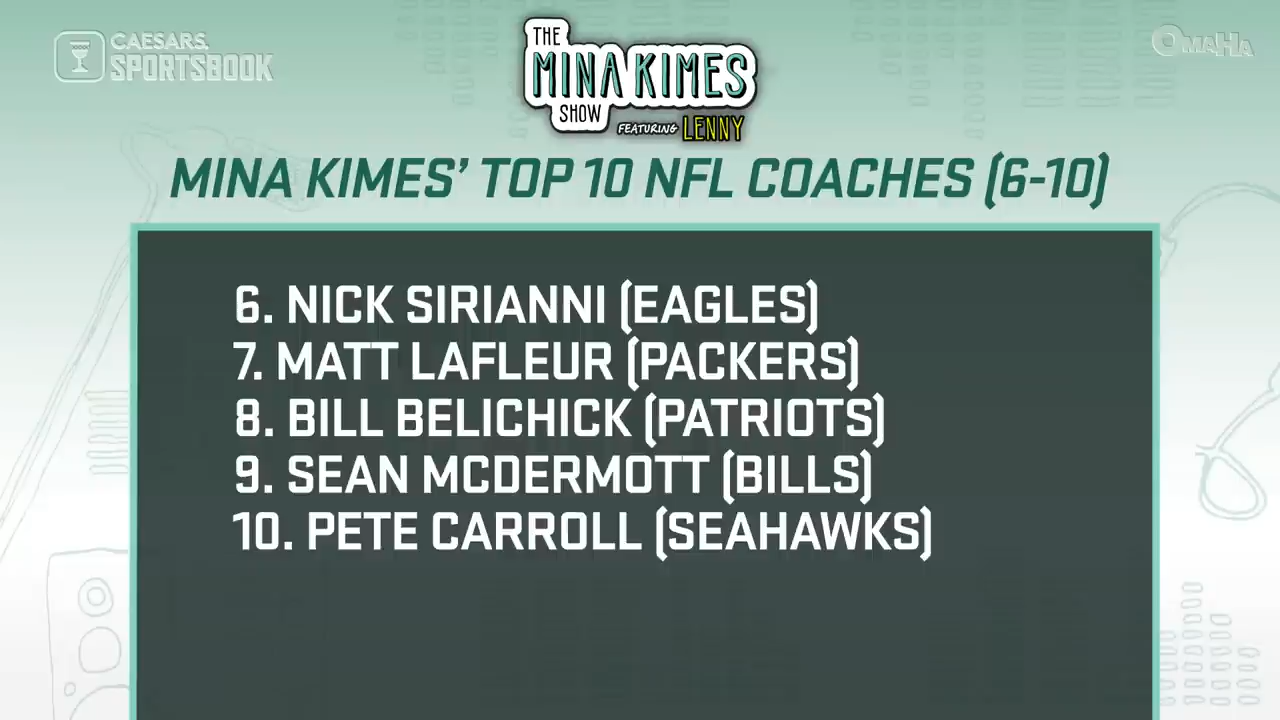 CAESARS
SPORTSBOOK
THE
MINA KIMES
SHOW
FEATURING LENNY
OMAHA
MINA KIMES' TOP 10 NFL COACHES (6-10)
6. NICK SIRIANNI (EAGLES)
7. MATT LAFLEUR (PACKERS)
8. BILL BELICHICK (PATRIOTS)
9. SEAN MCDERMOTT (BILLS)
10. PETE CARROLL (SEAHAWKS)